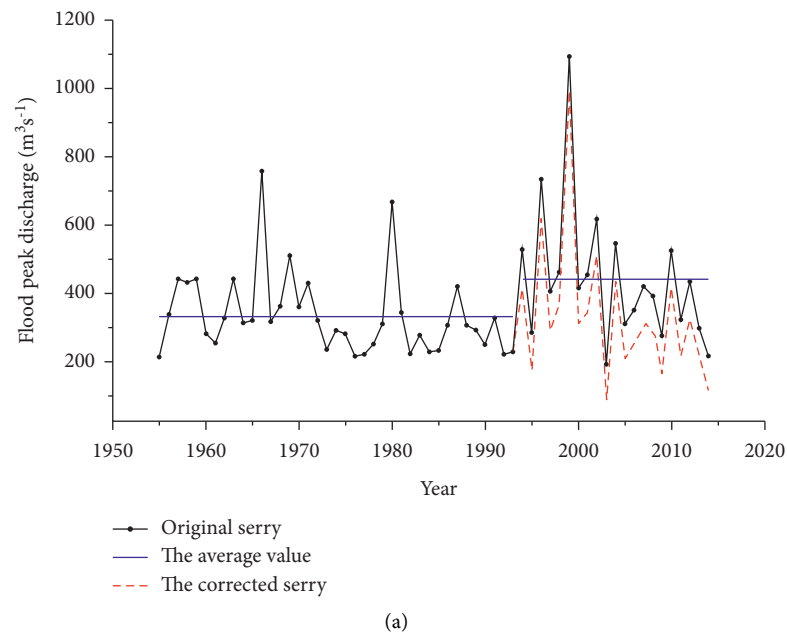 1200
1000
800
600
400
200
Flood peak discharge (m³s⁻¹)
1950 1960 1970 1980 1990 2000 2010 2020
Year
Original serry
The average value
The corrected serry
(a)